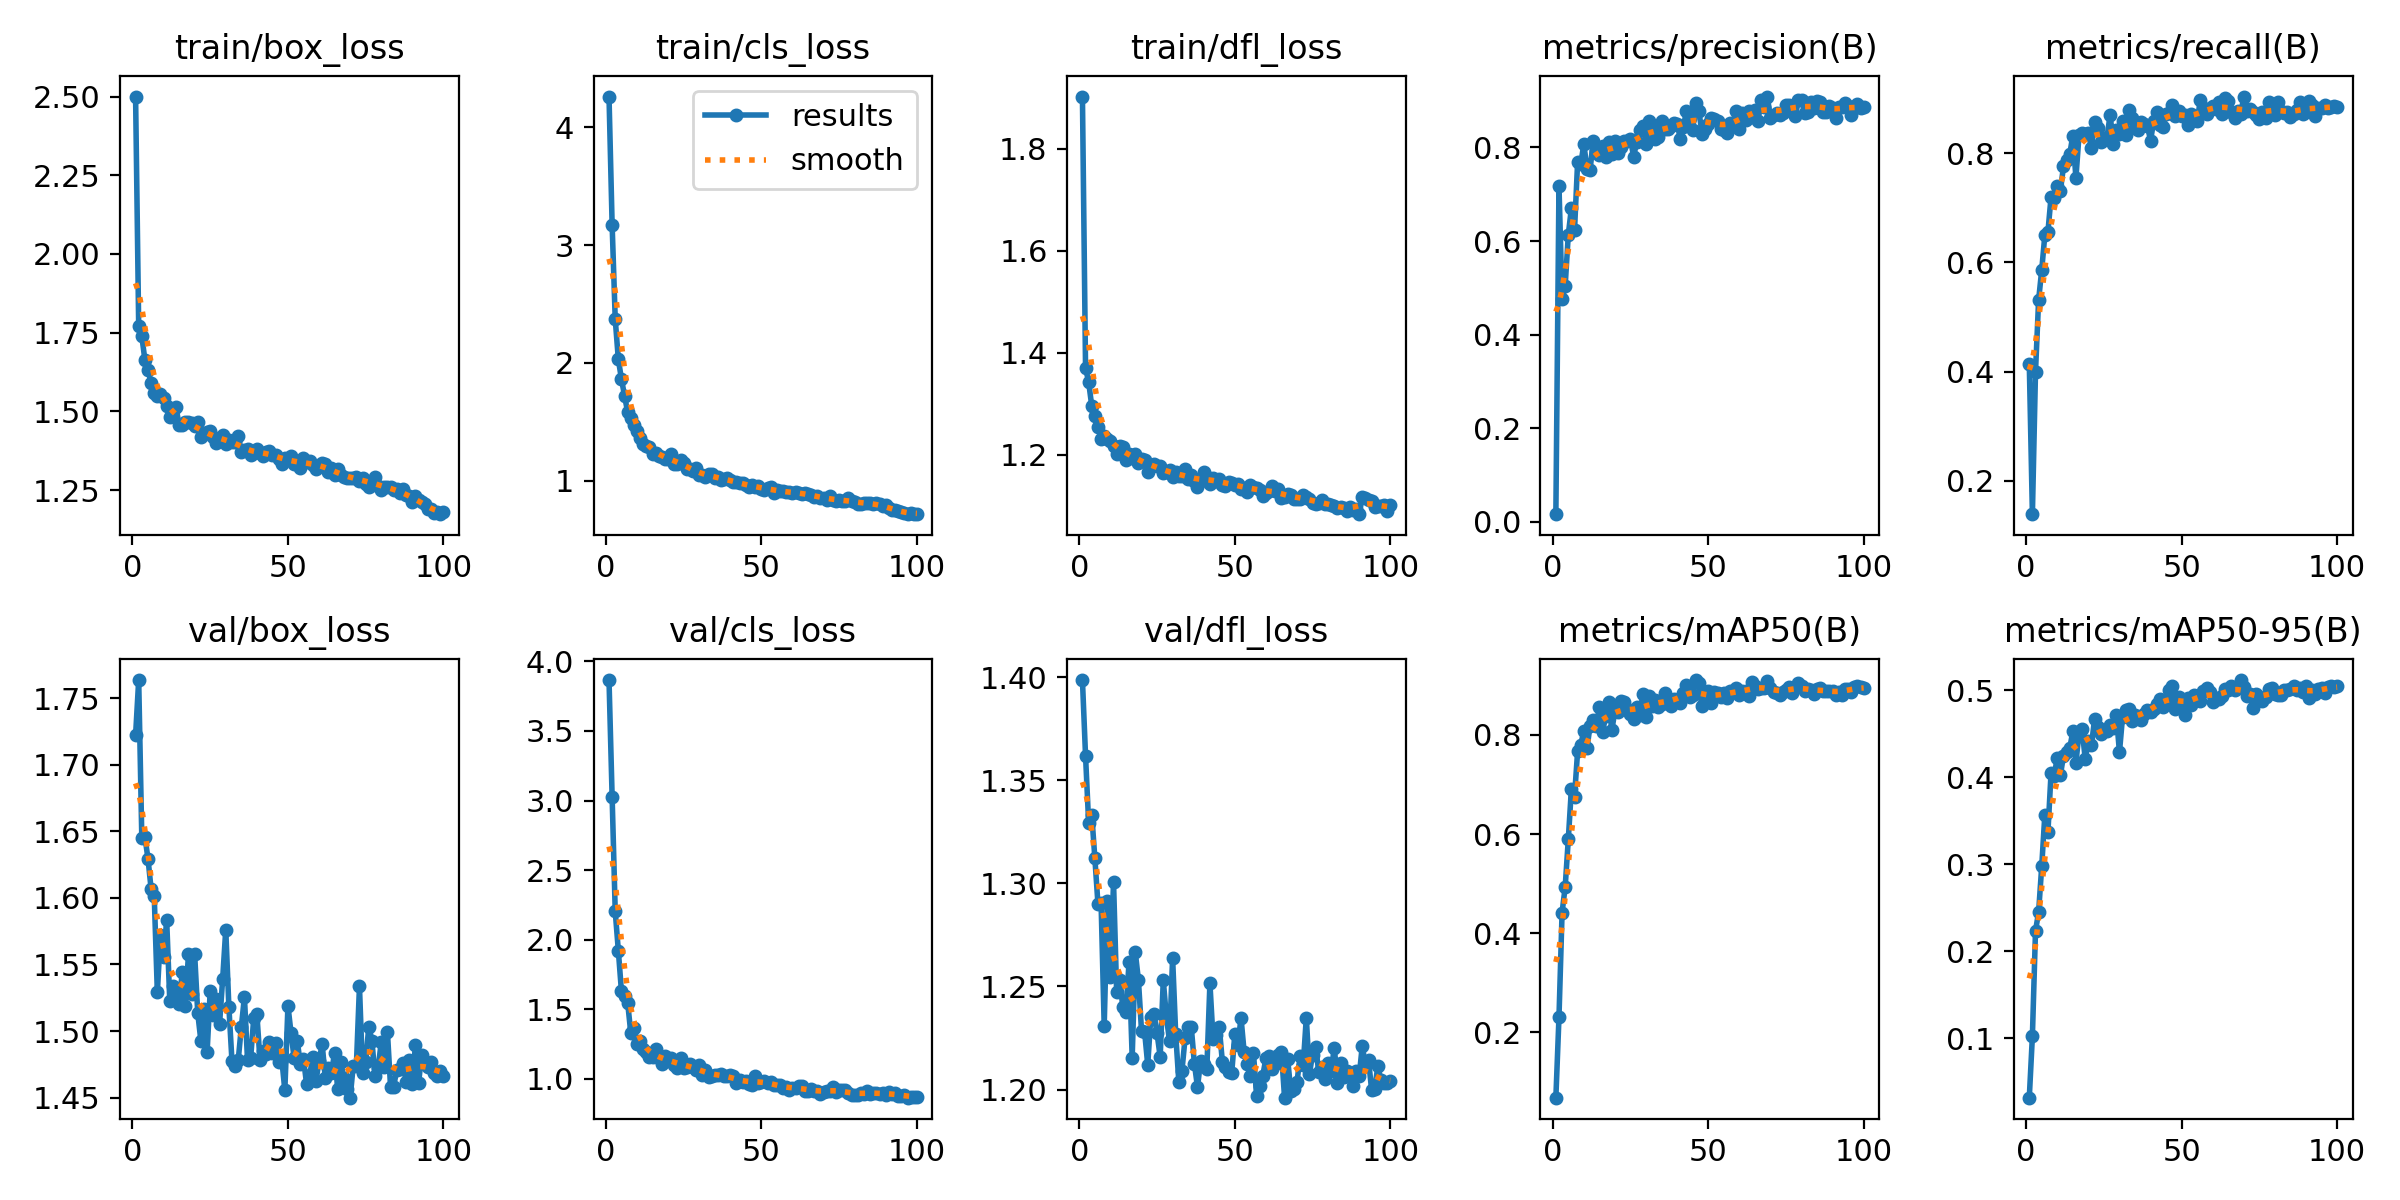 train/box_loss
2.50
2.25
2.00
1.75
1.50
1.25
0 50 100
train/cls_loss
results
smooth
4
3
2
1
0 50 100
train/dfl_loss
1.8
1.6
1.4
1.2
0 50 100
metrics/precision(B)
0.8
0.6
0.4
0.2
0.0
0 50 100
metrics/recall(B)
0.8
0.6
0.4
0.2
0 50 100
val/box_loss
1.75
1.70
1.65
1.60
1.55
1.50
1.45
0 50 100
val/cls_loss
4.0
3.5
3.0
2.5
2.0
1.5
1.0
0 50 100
val/dfl_loss
1.40
1.35
1.30
1.25
1.20
0 50 100
metrics/mAP50(B)
0.8
0.6
0.4
0.2
0 50 100
metrics/mAP50-95(B)
0.5
0.4
0.3
0.2
0.1
0 50 100